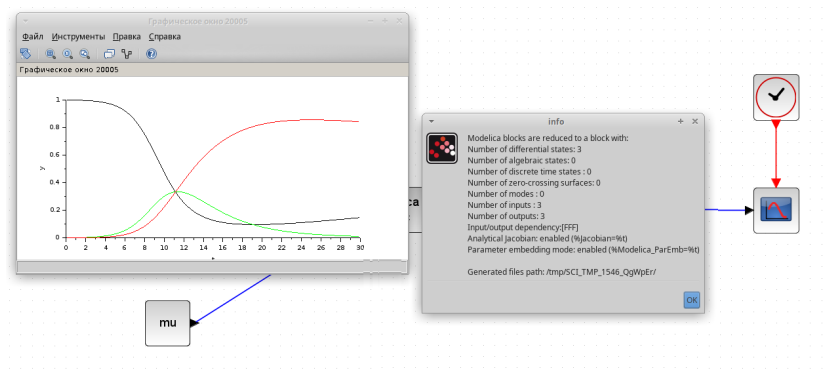 Графическое окно 20005
Файл Инструменты Правка Справка
Графическое окно 20005
1
0.8
0.6
0.4
0.2
0
y
0 2 4 6 8 10 12 14 16 18 20 22 24 26 28 30
info
Modelica blocks are reduced to a block with:
Number of differential states: 3
Number of algebraic states: 0
Number of discrete time states : 0
Number of zero-crossing surfaces: 0
Number of modes : 0
Number of inputs : 3
Number of outputs: 3
Input/output dependency:[FFF]
Analytical Jacobian: enabled (%Jacobian=%t)
Parameter embedding mode: enabled (%Modelica_ParEmb=%t)
Generated files path: /tmp/SCI_TMP_1546_QgWpEr/
OK
ca
mu